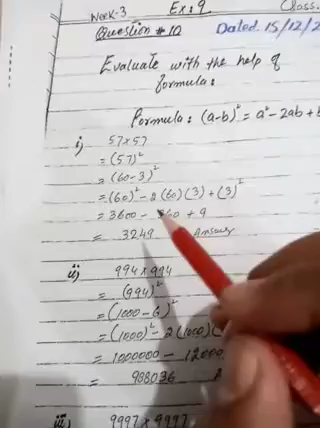 Week-3 Ex: 9 Class.
Question # 10 Dated. 15/12/2
Evaluate with the help of
formula:
Formula: (a-b)² = a² - 2ab + b
i) 57 × 57
= (57)²
= (60-3)²
= (60)² - 2(60)(3) + (3)²
= 3600 - 360 + 9
= 3249 Answer
ii) 994 × 994
= (994)²
= (1000-6)²
= (1000)² - 2(1000)(
= 1000000 - 12000
= 988036 A
iii) 9997 × 9997